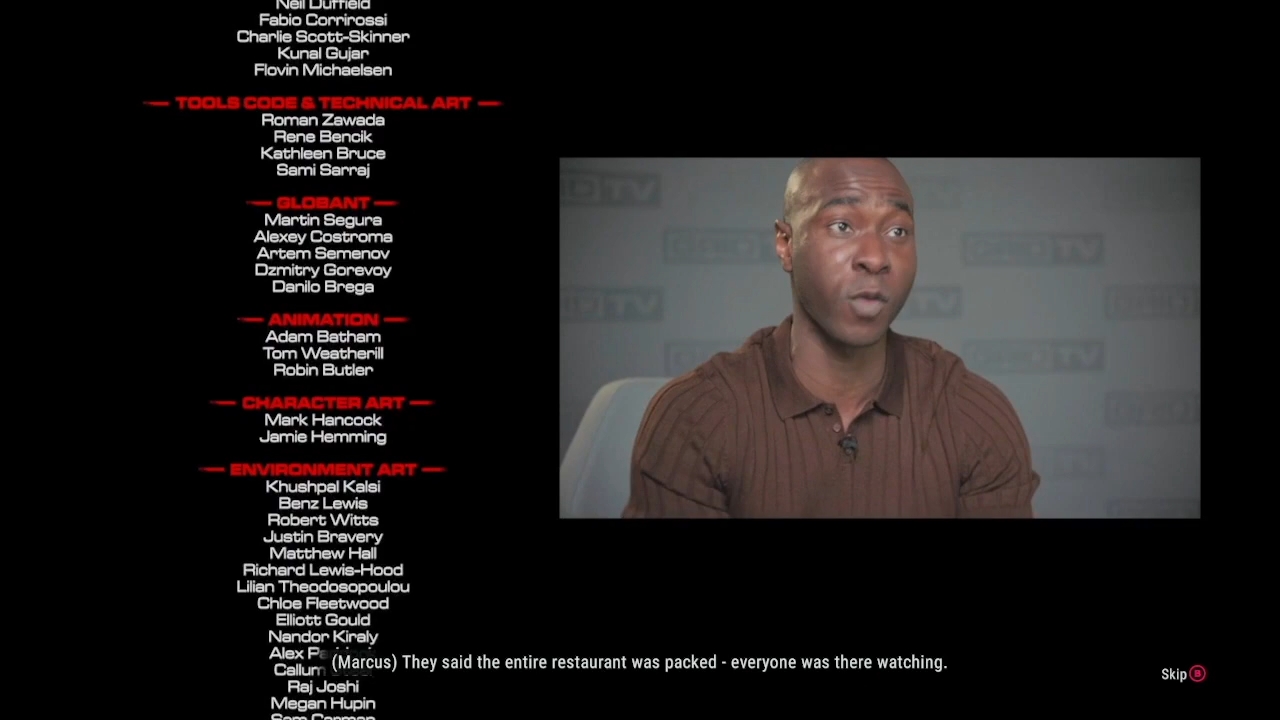 Neil Duffield
Fabio Corrirossi
Charlie Scott-Skinner
Kunal Gujar
Flovin Michaelsen
TOOLS CODE & TECHNICAL ART
Roman Zawada
Rene Bencik
Kathleen Bruce
Sami Sarraj
GLOBANT
Martin Segura
Alexey Costroma
Artem Semenov
Dzmitry Gorevoy
Danilo Brega
ANIMATION
Adam Batham
Tom Weatherill
Robin Butler
CHARACTER ART
Mark Hancock
Jamie Hemming
ENVIRONMENT ART
Khushpal Kalsi
Benz Lewis
Robert Witts
Justin Bravery
Matthew Hall
Richard Lewis-Hood
Lilian Theodosopoulou
Chloe Fleetwood
Elliott Gould
Nandor Kiraly
Alex
Callum
Raj Joshi
Megan Hupin
(Marcus) They said the entire restaurant was packed - everyone was there watching.
Skip B